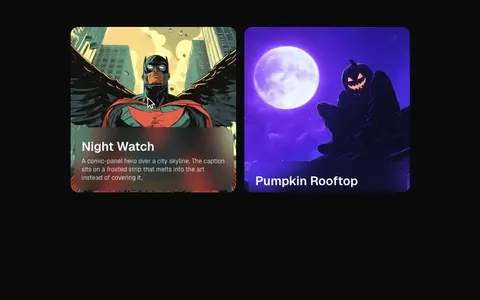 Night Watch
A comic-panel hero over a city skyline. The caption
sits on a frosted strip that melts into the art
instead of covering it.
Pumpkin Rooftop